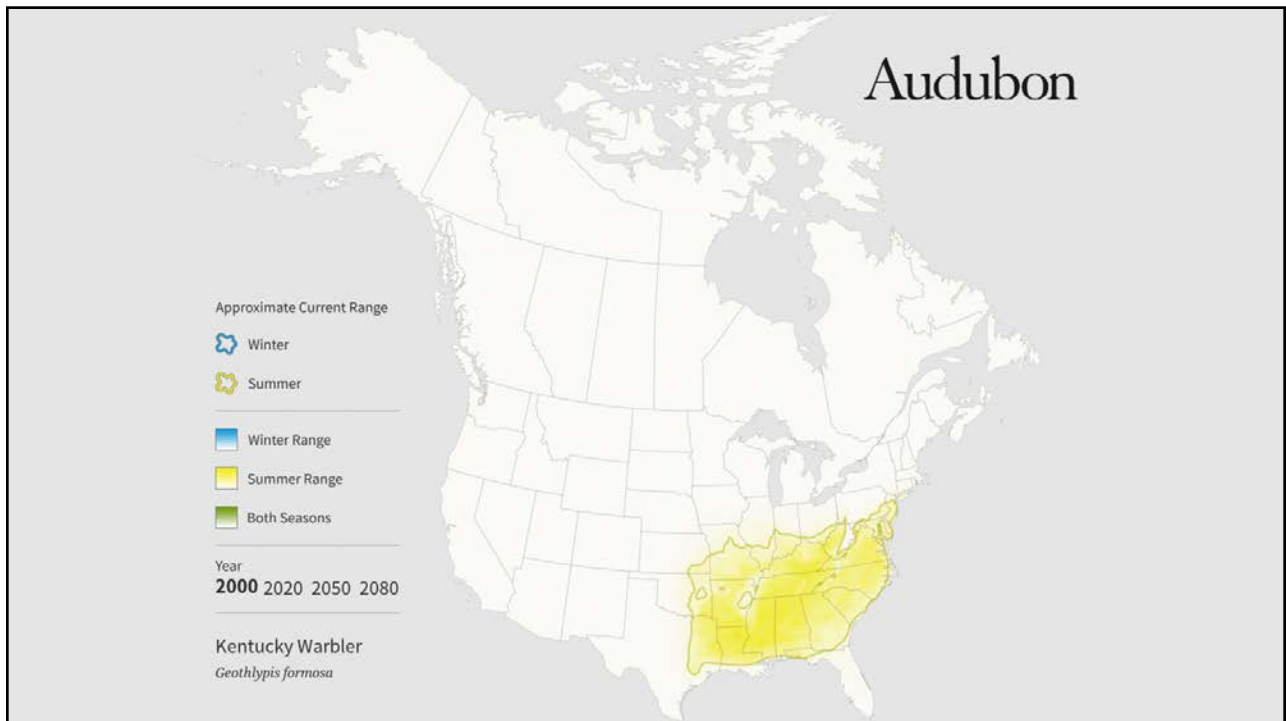 Audubon
Approximate Current Range
Winter
Summer
Winter Range
Summer Range
Both Seasons
Year
2000 2020 2050 2080
Kentucky Warbler
Geothlypis formosa